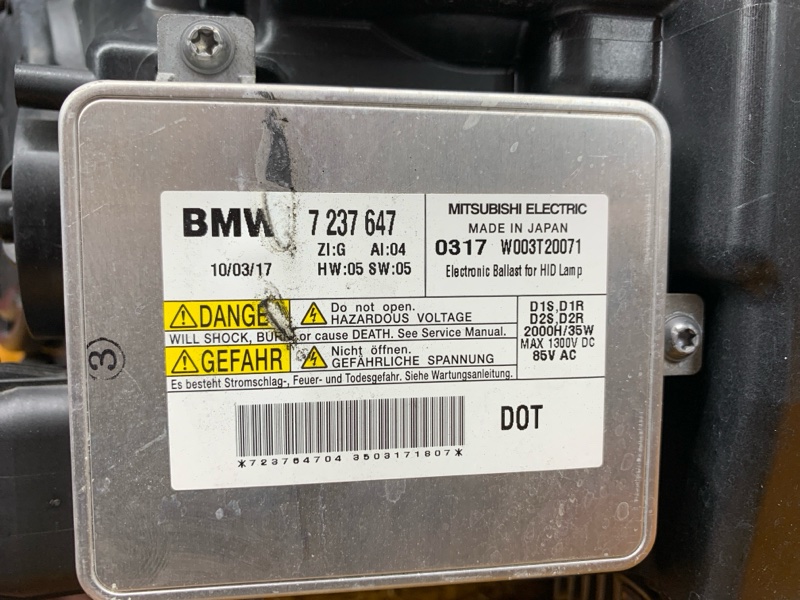 BMW 7 237 647
ZI:G AI:04
10/03/17 HW:05 SW:05
MITSUBISHI ELECTRIC
MADE IN JAPAN
0317 W003T20071
Electronic Ballast for HID Lamp
DANGER Do not open.
HAZARDOUS VOLTAGE
WILL SHOCK, BURN or cause DEATH. See Service Manual.
GEFAHR Nicht öffnen.
GEFÄHRLICHE SPANNUNG
Es besteht Stromschlag-, Feuer- und Todesgefahr. Siehe Wartungsanleitung.
D1S,D1R
D2S,D2R
2000H/35W
MAX 1300V DC
85V AC
3
DOT
*723764704 3503171807*